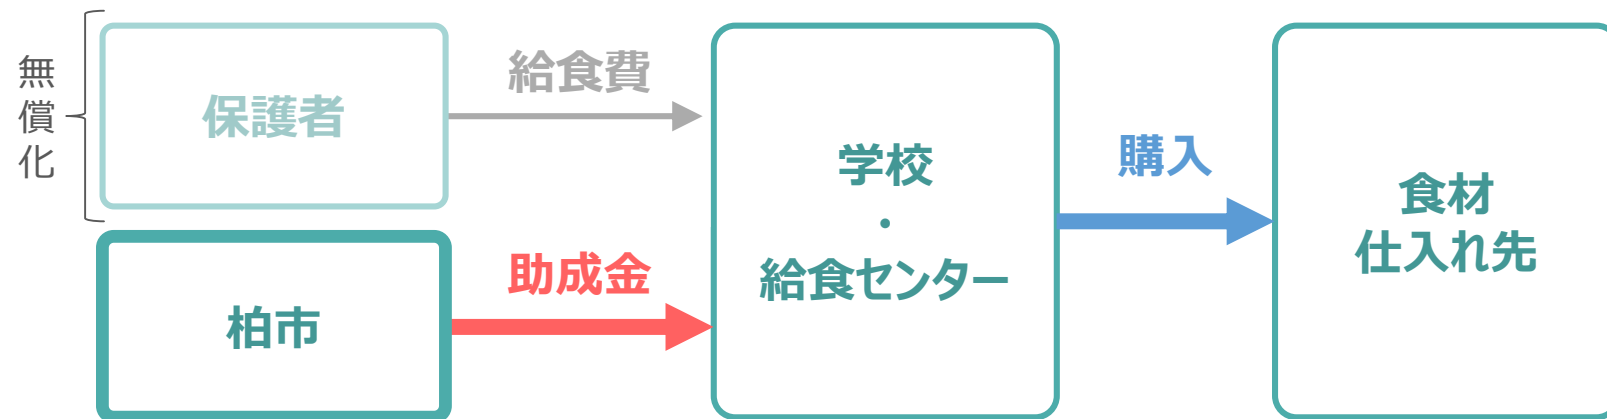 無償化
保護者
給食費
柏市
助成金
学校
・
給食センター
購入
食材
仕入れ先